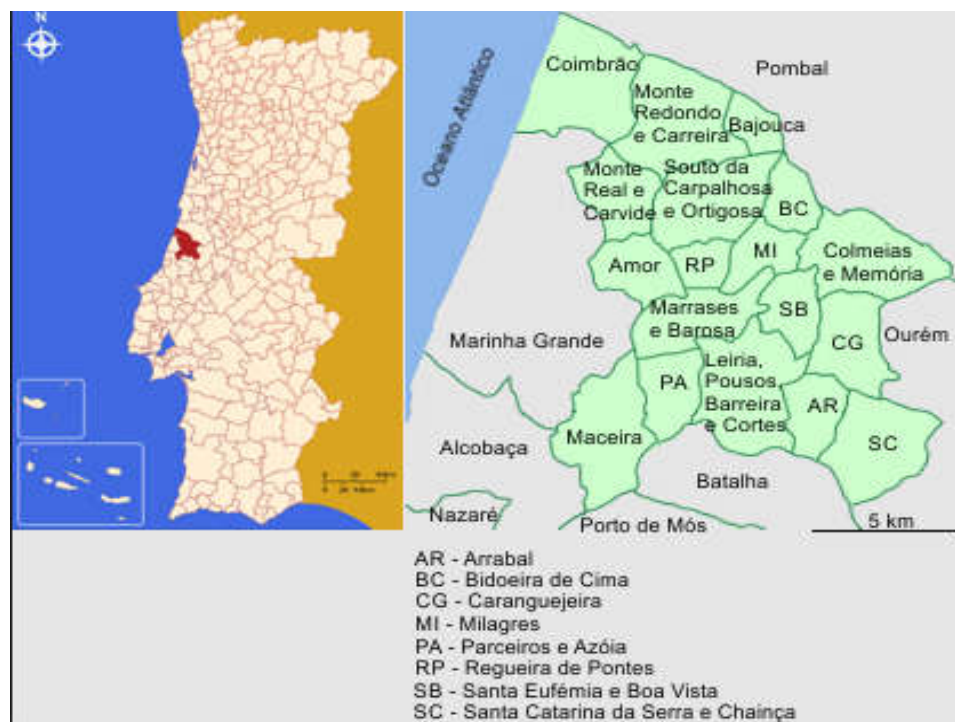 N
Oceano Atlântico
Coimbrão
Pombal
Monte
Redondo
e Carreira
Bajouca
Monte
Real e
Carvide
Souto da
Carpalhosa
e Ortigosa
BC
Amor
RP
MI
Colmeias
e Memória
Marrases
e Barosa
SB
Marinha Grande
CG
Ourém
Leiria,
Pousos,
Barreira
e Cortes
PA
AR
Maceira
SC
Alcobaça
Batalha
Nazaré
Porto de Mós
5 km
AR - Arrabal
BC - Bidoeira de Cima
CG - Caranguejeira
MI - Milagres
PA - Parceiros e Azóia
RP - Regueira de Pontes
SB - Santa Eufémia e Boa Vista
SC - Santa Catarina da Serra e Chainça